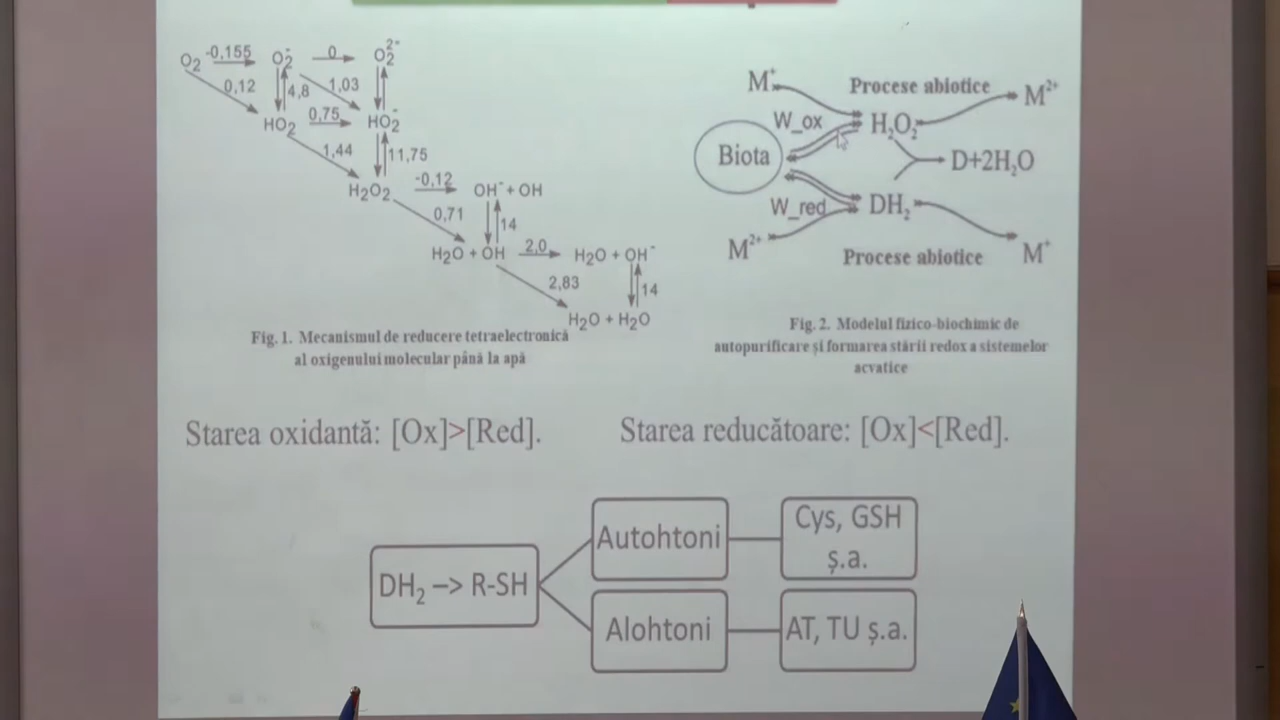 O₂ -0,155 O₂⁻ 0 O₂²⁻
0,12 4,8 1,03
HO₂ 0,75 HO₂⁻
1,44 11,75
H₂O₂ -0,12 OH⁻ + OH
0,71 14
H₂O + OH 2,0 H₂O + OH⁻
2,83 14
H₂O + H₂O
Fig. 1. Mecanismul de reducere tetraelectronică
al oxigenului molecular până la apă
M⁺ Procese abiotice M²⁺
W_ox H₂O₂
Biota D+2H₂O
W_red DH₂
M²⁺ Procese abiotice M⁺
Fig. 2. Modelul fizico-biochimic de
autopurificare și formarea stării redox a sistemelor
acvatice
Starea oxidantă: [Ox]>[Red].
Starea reducătoare: [Ox]<[Red].
DH₂ –> R-SH
Autohtoni
Cys, GSH
ș.a.
Alohtoni
AT, TU ș.a.